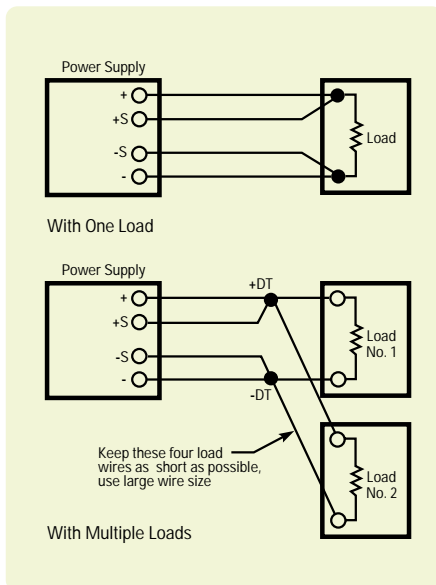 Power Supply
+
+S
-S
-
Load
With One Load
Power Supply
+DT
+
+S
-S
-
-DT
Load
No. 1
Keep these four load
wires as short as possible,
use large wire size
Load
No. 2
With Multiple Loads